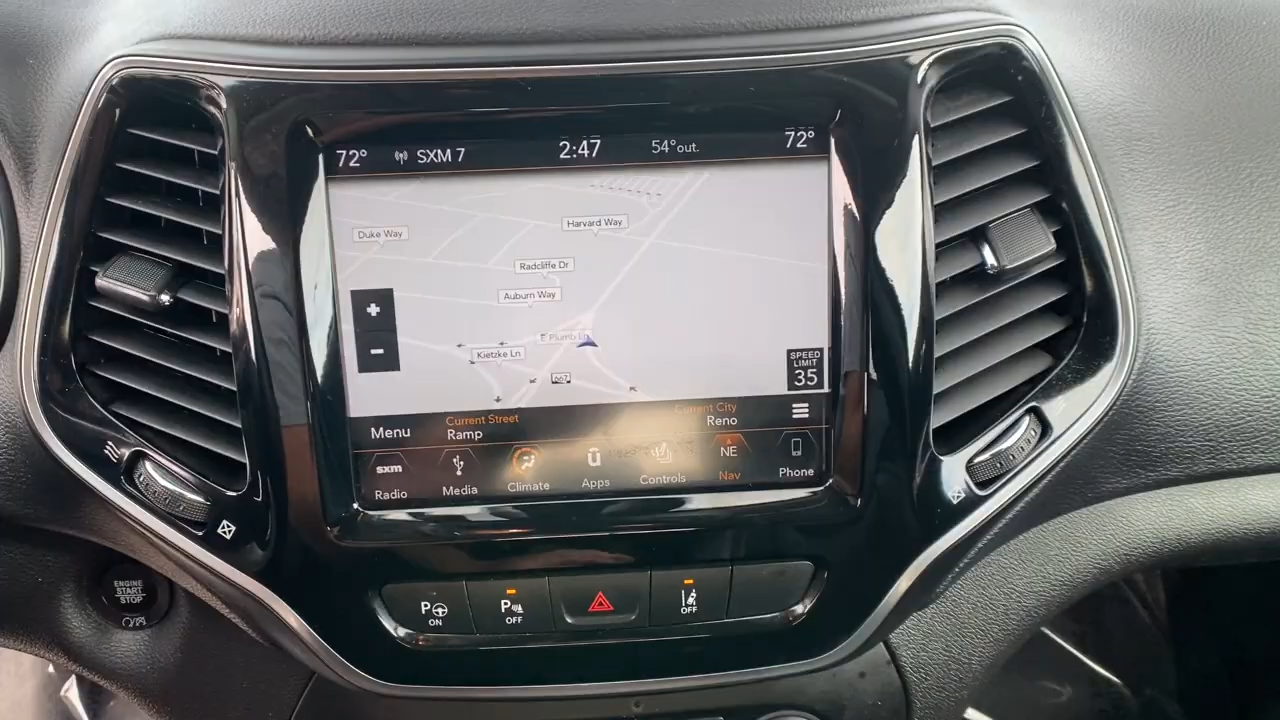 72° SXM 7 2:47 54°out. 72°
Duke Way
Harvard Way
Radcliffe Dr
Auburn Way
E Plumb Ln
Kietzke Ln
667
+
-
SPEED
LIMIT
35
Current Street
Current City
Menu
Ramp
Reno
NE
sxm
Radio
Media
Climate
Apps
Controls
Nav
Phone
ENGINE
START
STOP
P
ON
P
OFF
OFF